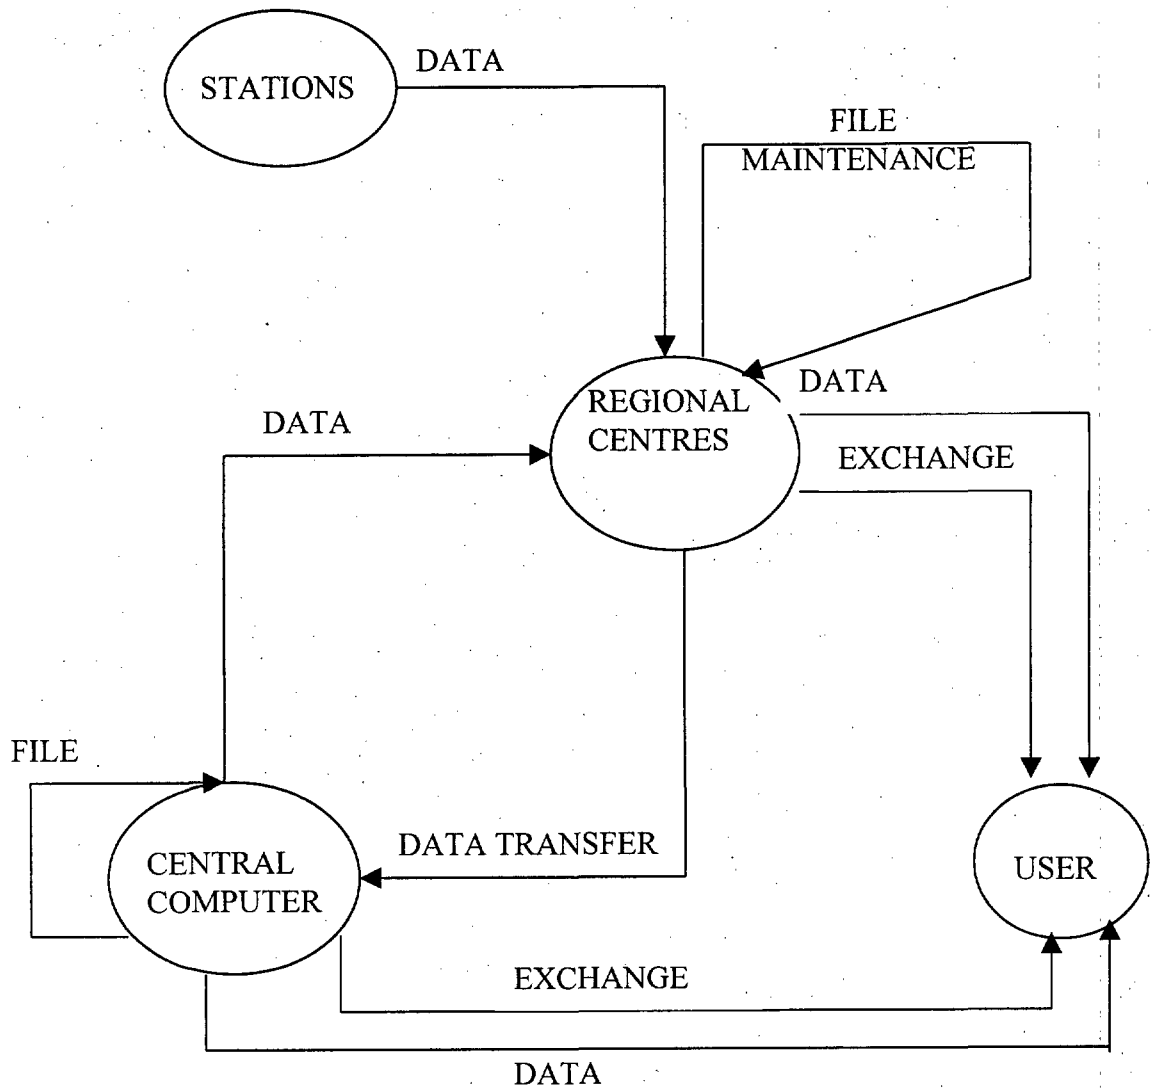 DATA
STATIONS
FILE
MAINTENANCE
DATA
REGIONAL
CENTRES
DATA
EXCHANGE
FILE
DATA TRANSFER
CENTRAL
COMPUTER
USER
EXCHANGE
DATA